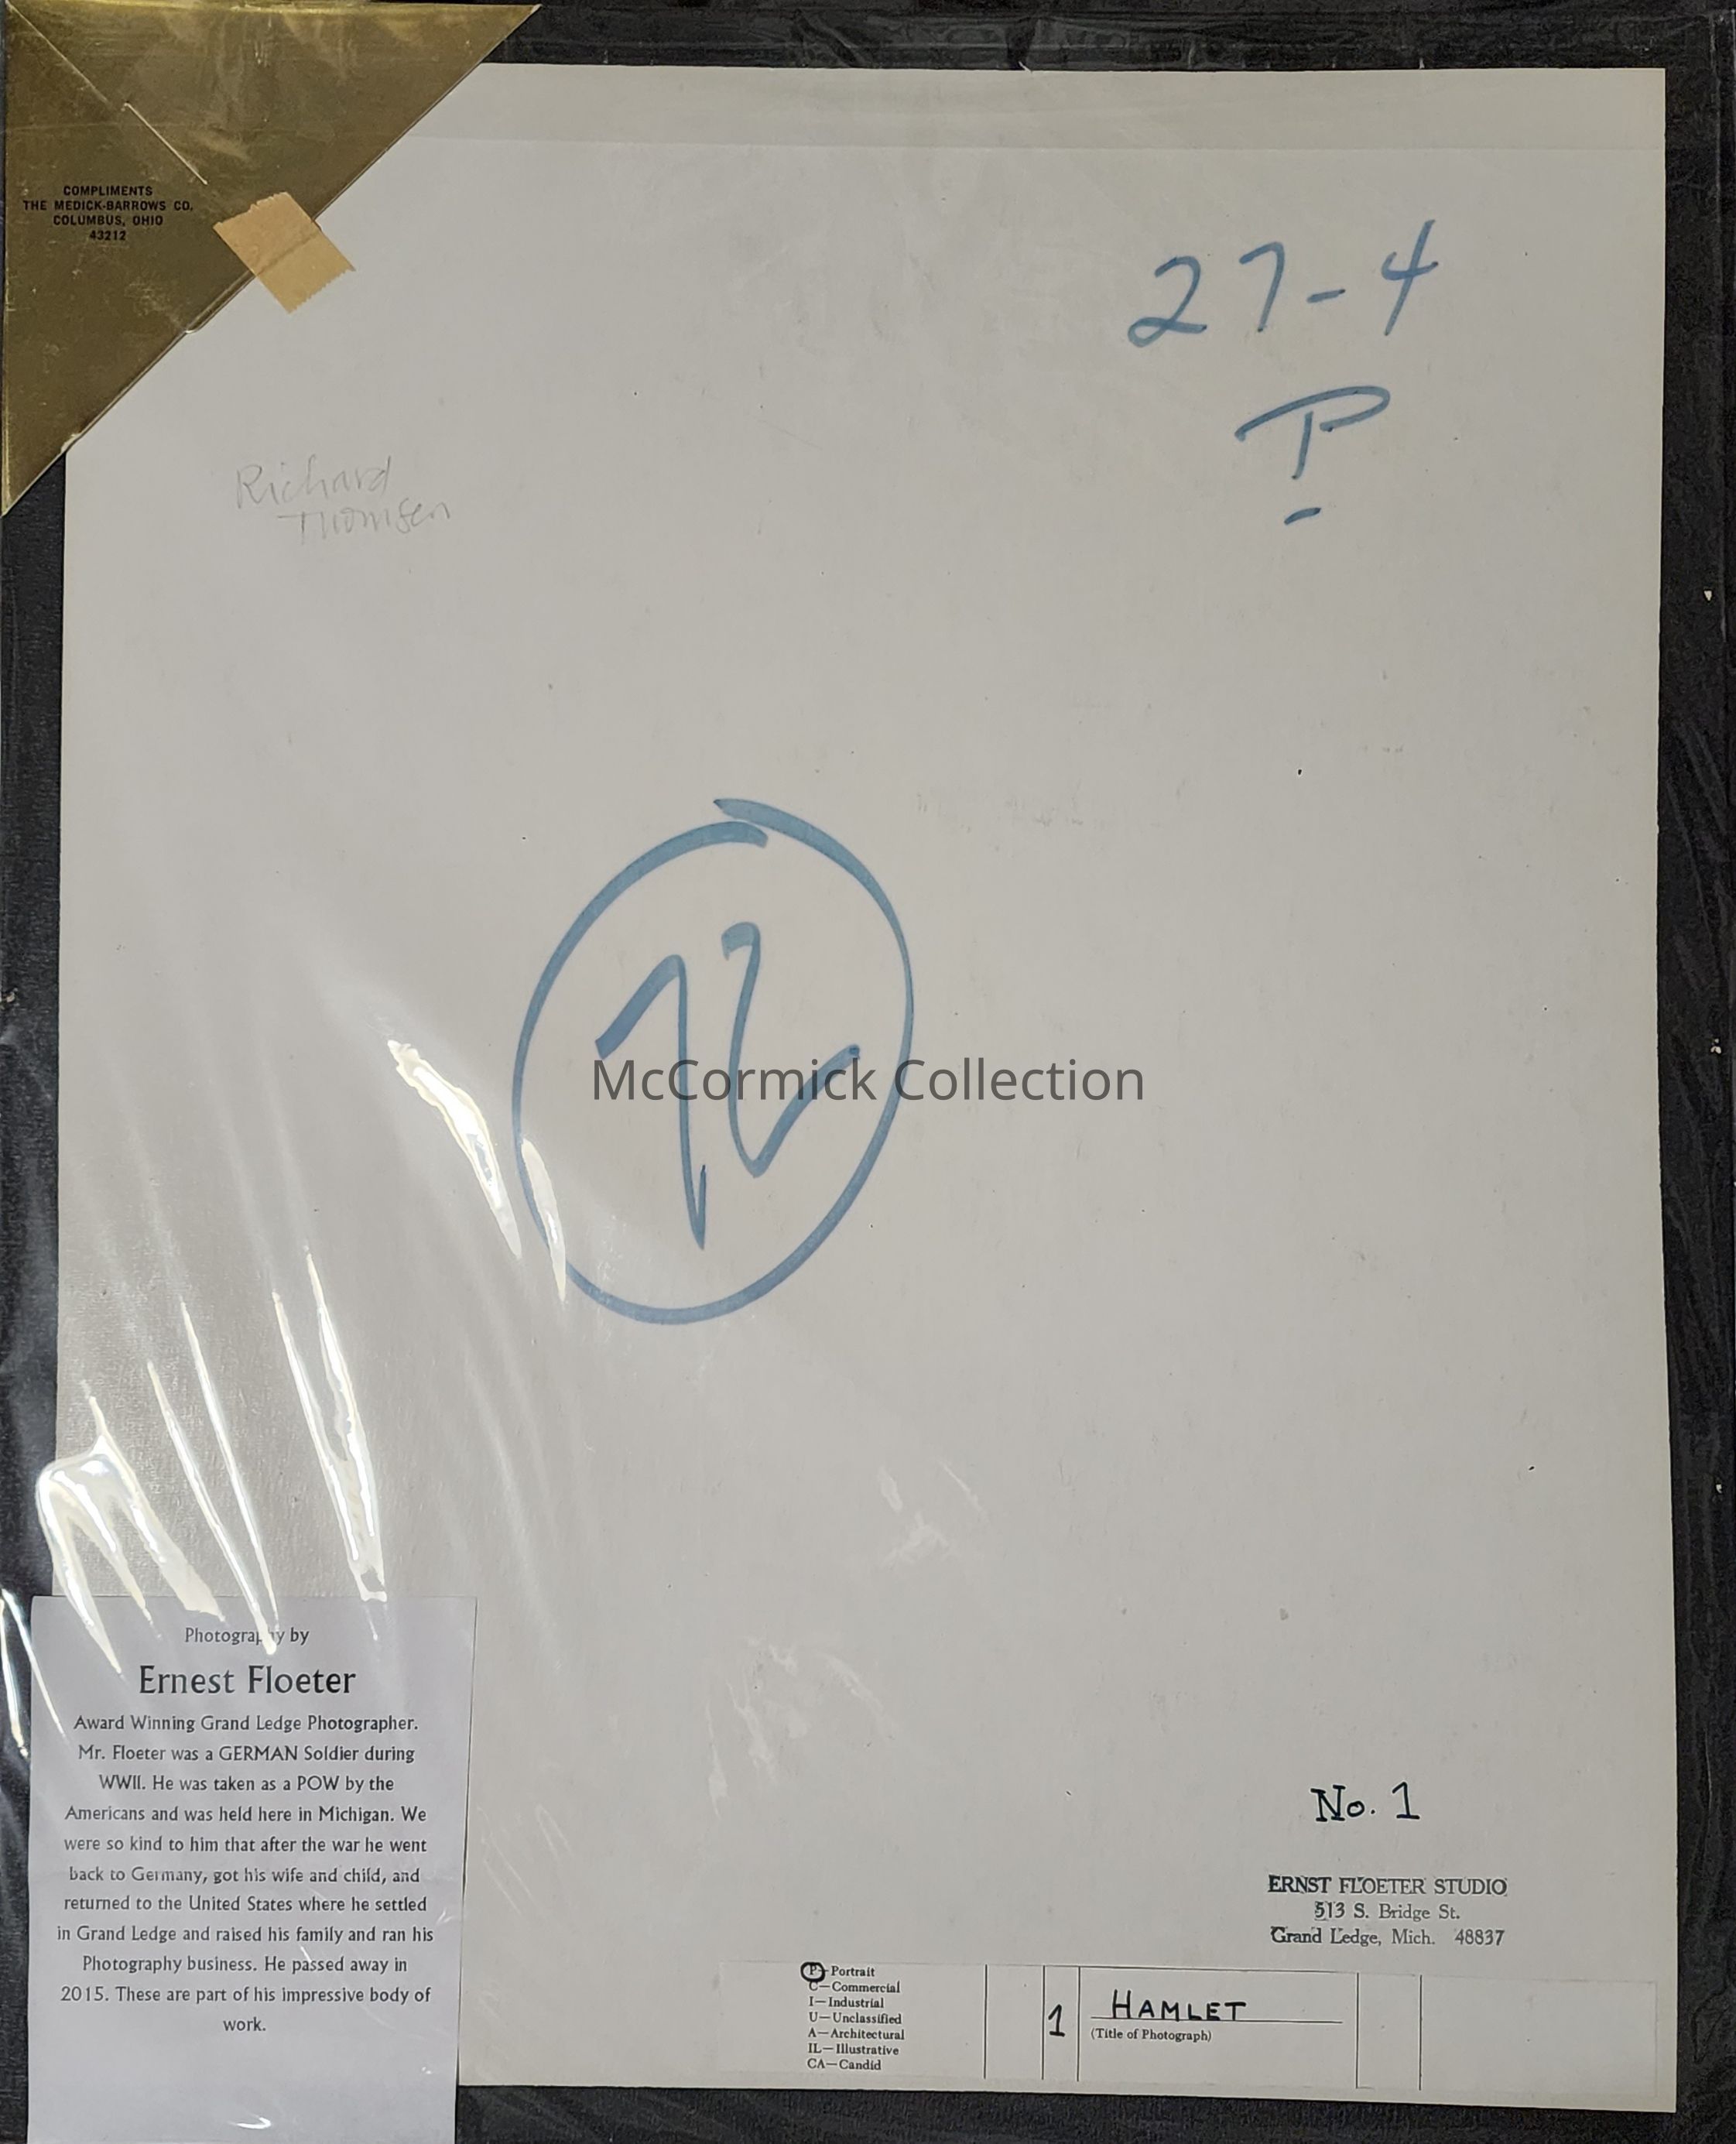 COMPLIMENTS
THE MEDICK-BARROWS CO.
COLUMBUS, OHIO
43212
27-4
P
Richard
Thomsen
72
McCormick Collection
Photography by
Ernest Floeter
Award Winning Grand Ledge Photographer.
Mr. Floeter was a GERMAN Soldier during
WWII. He was taken as a POW by the
Americans and was held here in Michigan. We
were so kind to him that after the war he went
back to Germany, got his wife and child, and
returned to the United States where he settled
in Grand Ledge and raised his family and ran his
Photography business. He passed away in
2015. These are part of his impressive body of
work.
No. 1
ERNST FLOETER STUDIO
513 S. Bridge St.
Grand Ledge, Mich. 48837
P—Portrait
C—Commercial
I—Industrial
U—Unclassified
A—Architectural
IL—Illustrative
CA—Candid
1
HAMLET
(Title of Photograph)